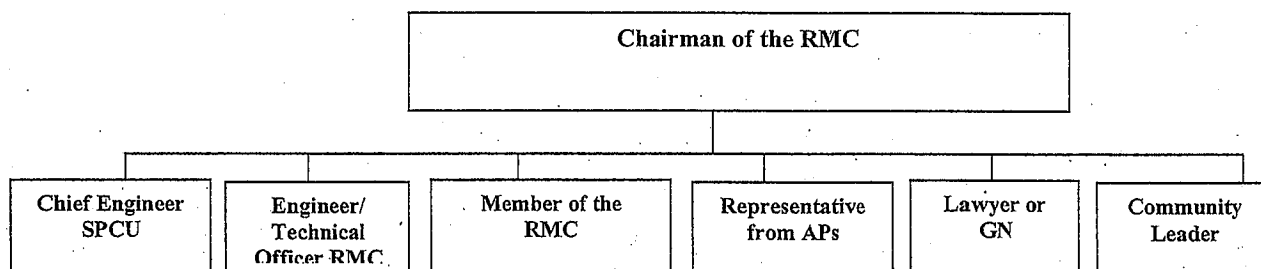 Chairman of the RMC
Chief Engineer
SPCU
Engineer/
Technical
Officer RMC
Member of the
RMC
Representative
from APs
Lawyer or
GN
Community
Leader